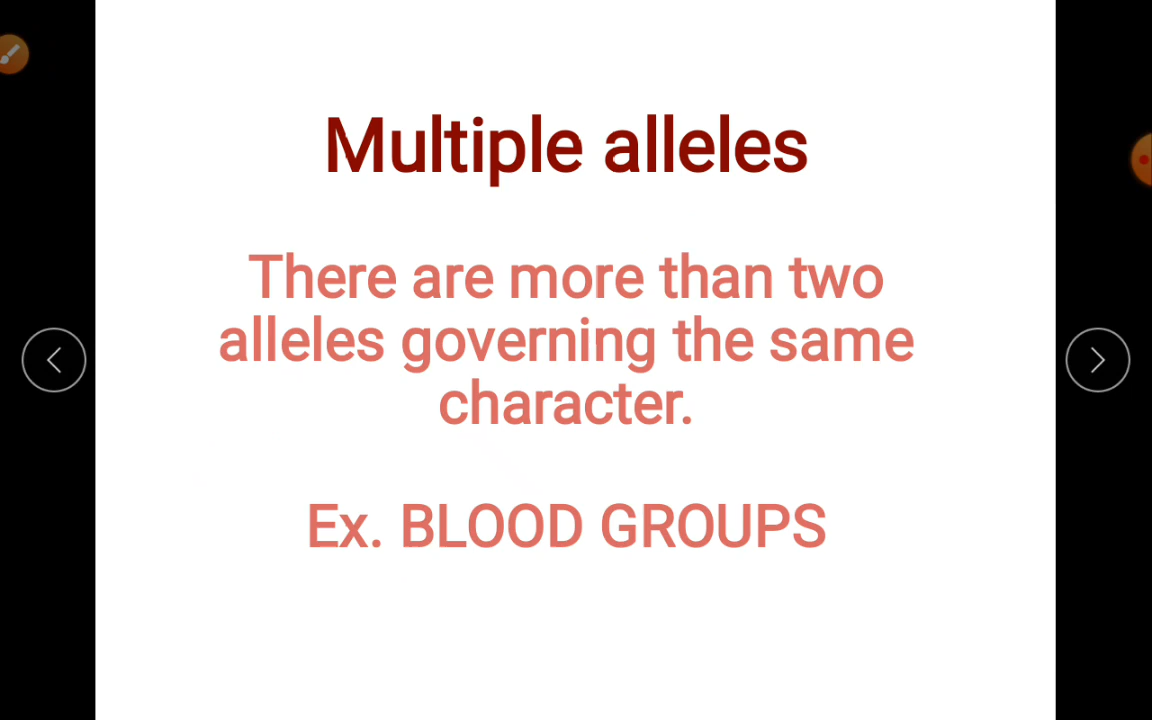 Multiple alleles
There are more than two
alleles governing the same
character.
Ex. BLOOD GROUPS